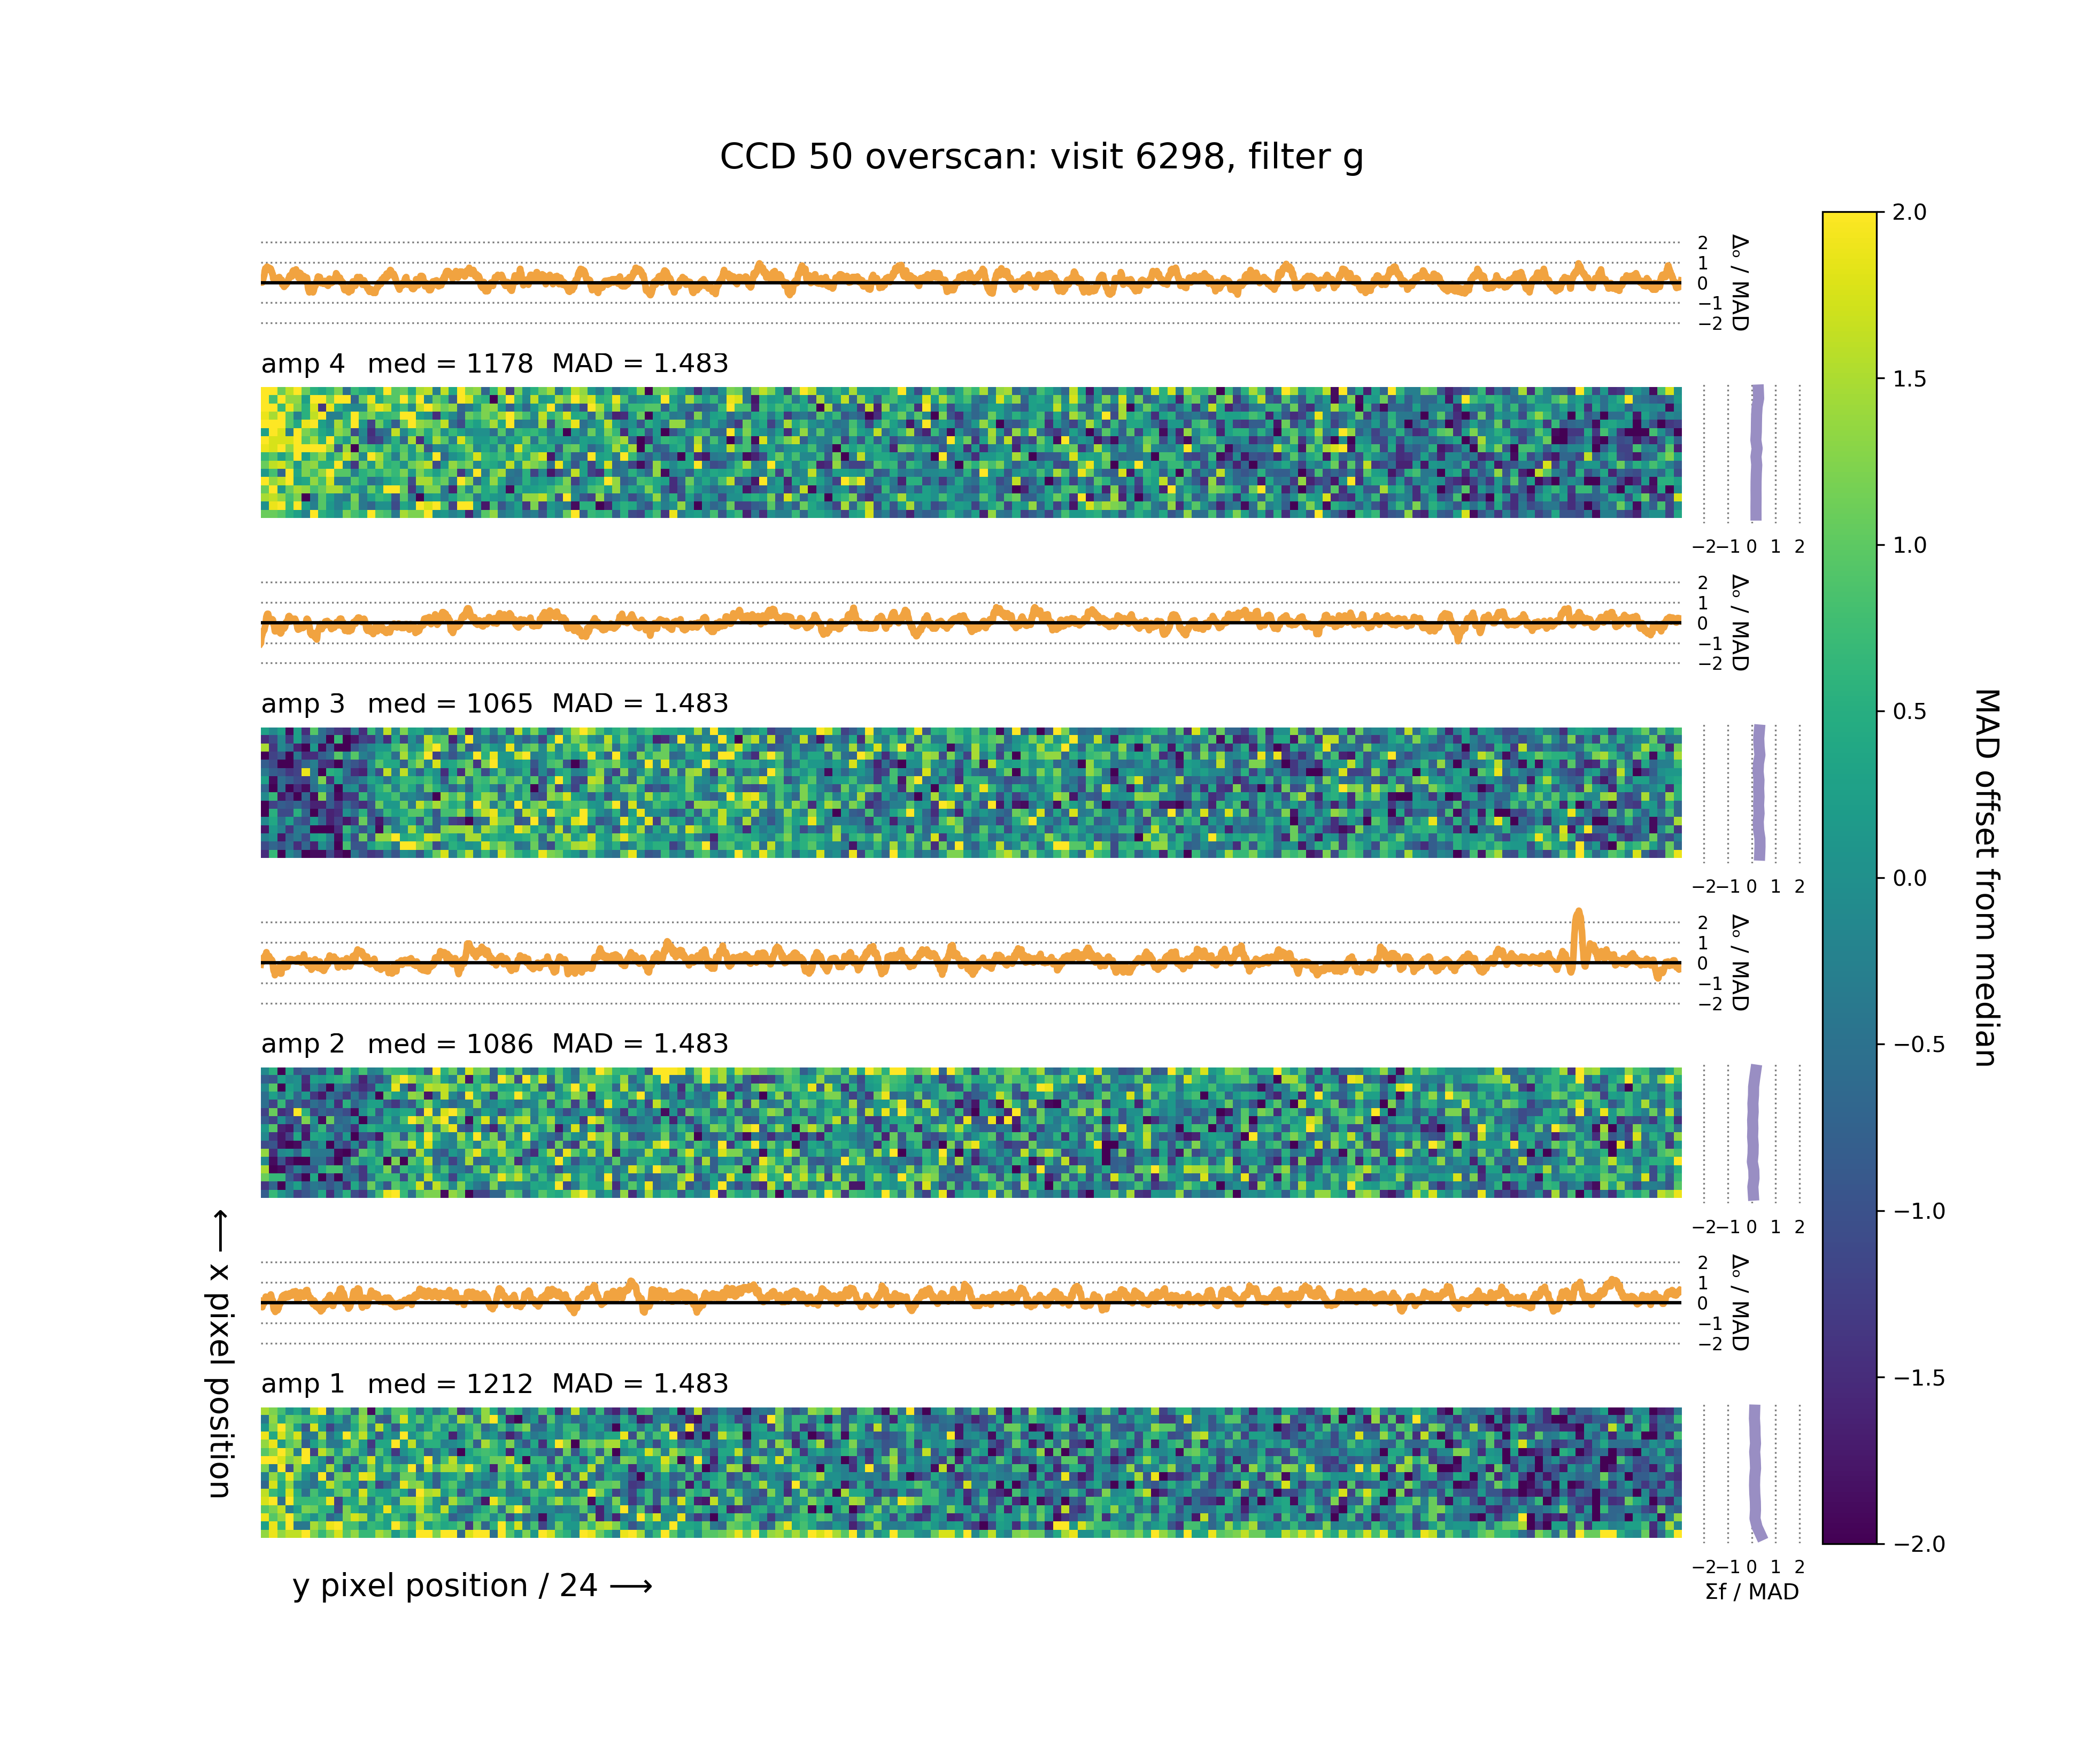 CCD 50 overscan: visit 6298, filter g
2
1
0
−1
−2
Δₒ / MAD
amp 4 med = 1178 MAD = 1.483
−2 −1 0 1 2
2
1
0
−1
−2
Δₒ / MAD
amp 3 med = 1065 MAD = 1.483
−2 −1 0 1 2
2
1
0
−1
−2
Δₒ / MAD
amp 2 med = 1086 MAD = 1.483
−2 −1 0 1 2
2
1
0
−1
−2
Δₒ / MAD
amp 1 med = 1212 MAD = 1.483
−2 −1 0 1 2
Σf / MAD
y pixel position / 24 ⟶
⟵ x pixel position
2.0
1.5
1.0
0.5
0.0
−0.5
−1.0
−1.5
−2.0
MAD offset from median